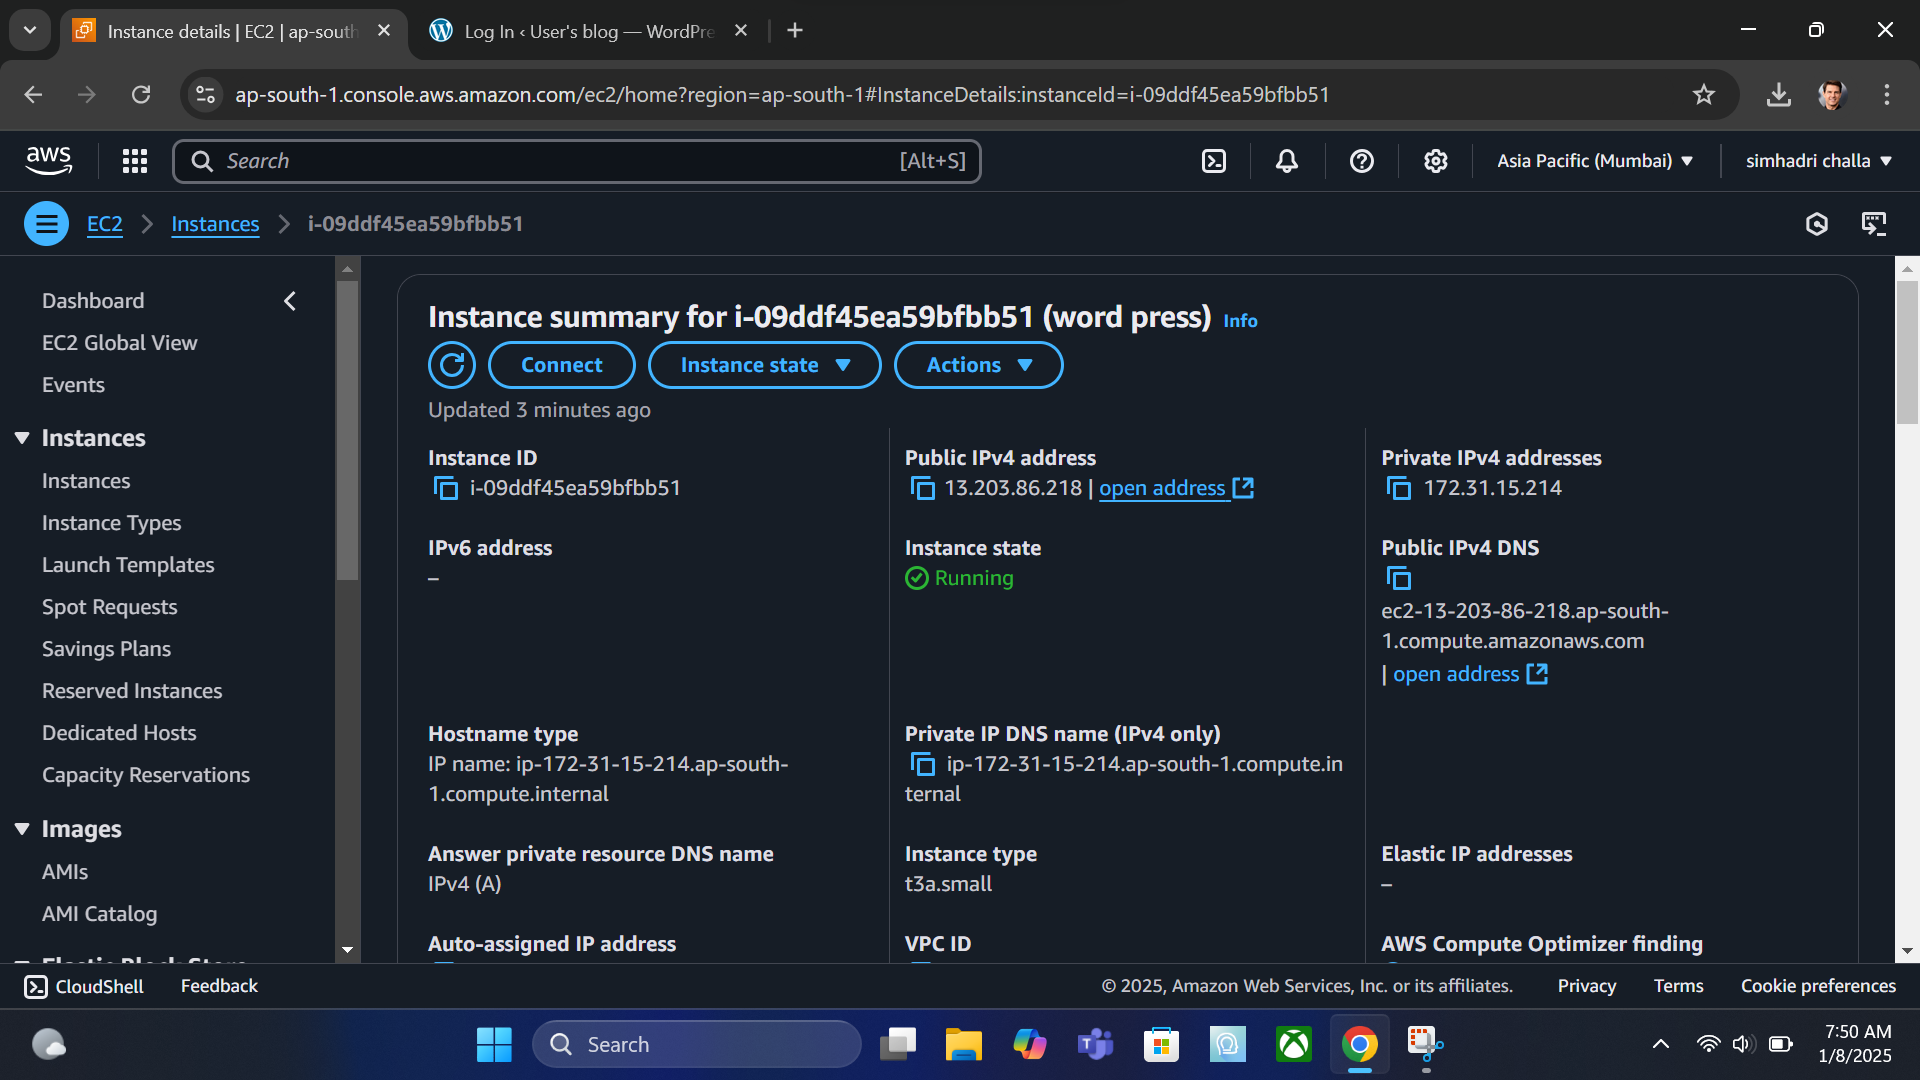 Instance details | EC2 | ap-south
Log In ‹ User's blog — WordPre
ap-south-1.console.aws.amazon.com/ec2/home?region=ap-south-1#InstanceDetails:instanceId=i-09ddf45ea59bfbb51
aws
Search
[Alt+S]
Asia Pacific (Mumbai)
simhadri challa
EC2
Instances
i-09ddf45ea59bfbb51
Dashboard
EC2 Global View
Events
Instances
Instances
Instance Types
Launch Templates
Spot Requests
Savings Plans
Reserved Instances
Dedicated Hosts
Capacity Reservations
Images
AMIs
AMI Catalog
Elastic Block Store
Instance summary for i-09ddf45ea59bfbb51 (word press) Info
Connect
Instance state
Actions
Updated 3 minutes ago
Instance ID
i-09ddf45ea59bfbb51
Public IPv4 address
13.203.86.218 | open address
Private IPv4 addresses
172.31.15.214
IPv6 address
–
Instance state
Running
Public IPv4 DNS
ec2-13-203-86-218.ap-south-
1.compute.amazonaws.com
| open address
Hostname type
IP name: ip-172-31-15-214.ap-south-
1.compute.internal
Private IP DNS name (IPv4 only)
ip-172-31-15-214.ap-south-1.compute.in
ternal
Answer private resource DNS name
IPv4 (A)
Instance type
t3a.small
Elastic IP addresses
–
Auto-assigned IP address
VPC ID
AWS Compute Optimizer finding
CloudShell
Feedback
© 2025, Amazon Web Services, Inc. or its affiliates.
Privacy
Terms
Cookie preferences
Search
7:50 AM
1/8/2025